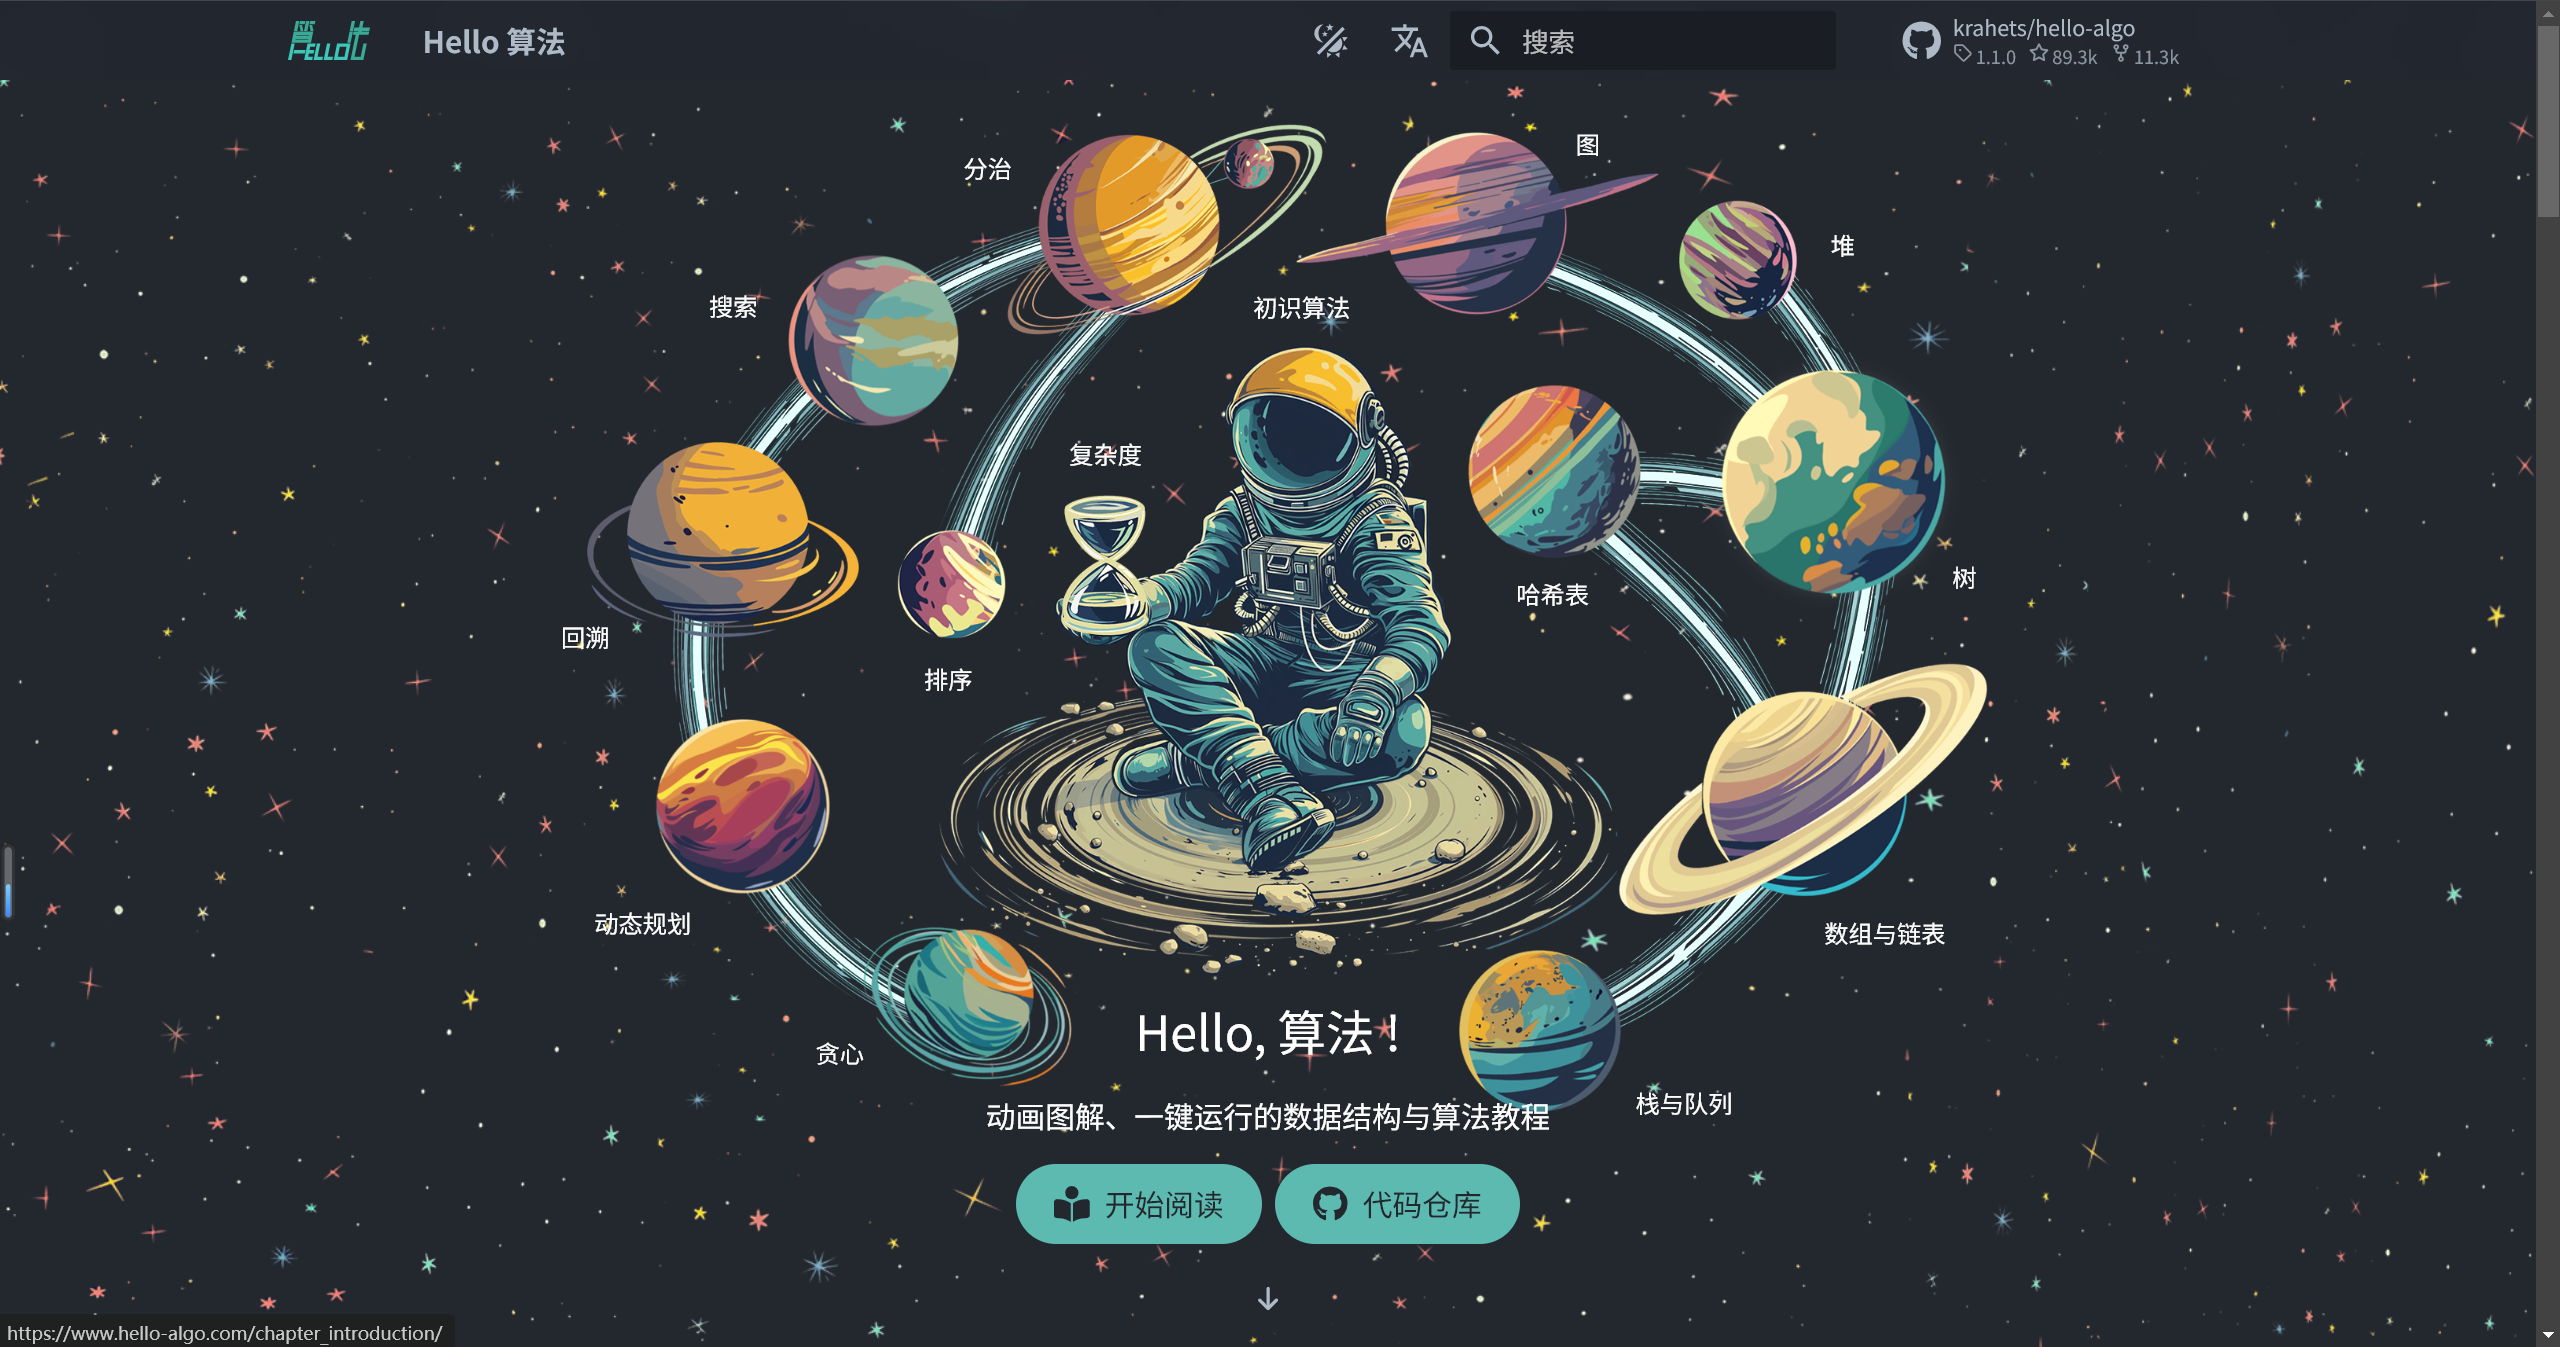 算法
HELLO
Hello 算法
搜索
krahets/hello-algo
1.1.0 89.3k 11.3k
分治
图
堆
搜索
初识算法
复杂度
树
哈希表
回溯
排序
动态规划
数组与链表
Hello, 算法！
贪心
栈与队列
动画图解、一键运行的数据结构与算法教程
开始阅读
代码仓库
https://www.hello-algo.com/chapter_introduction/